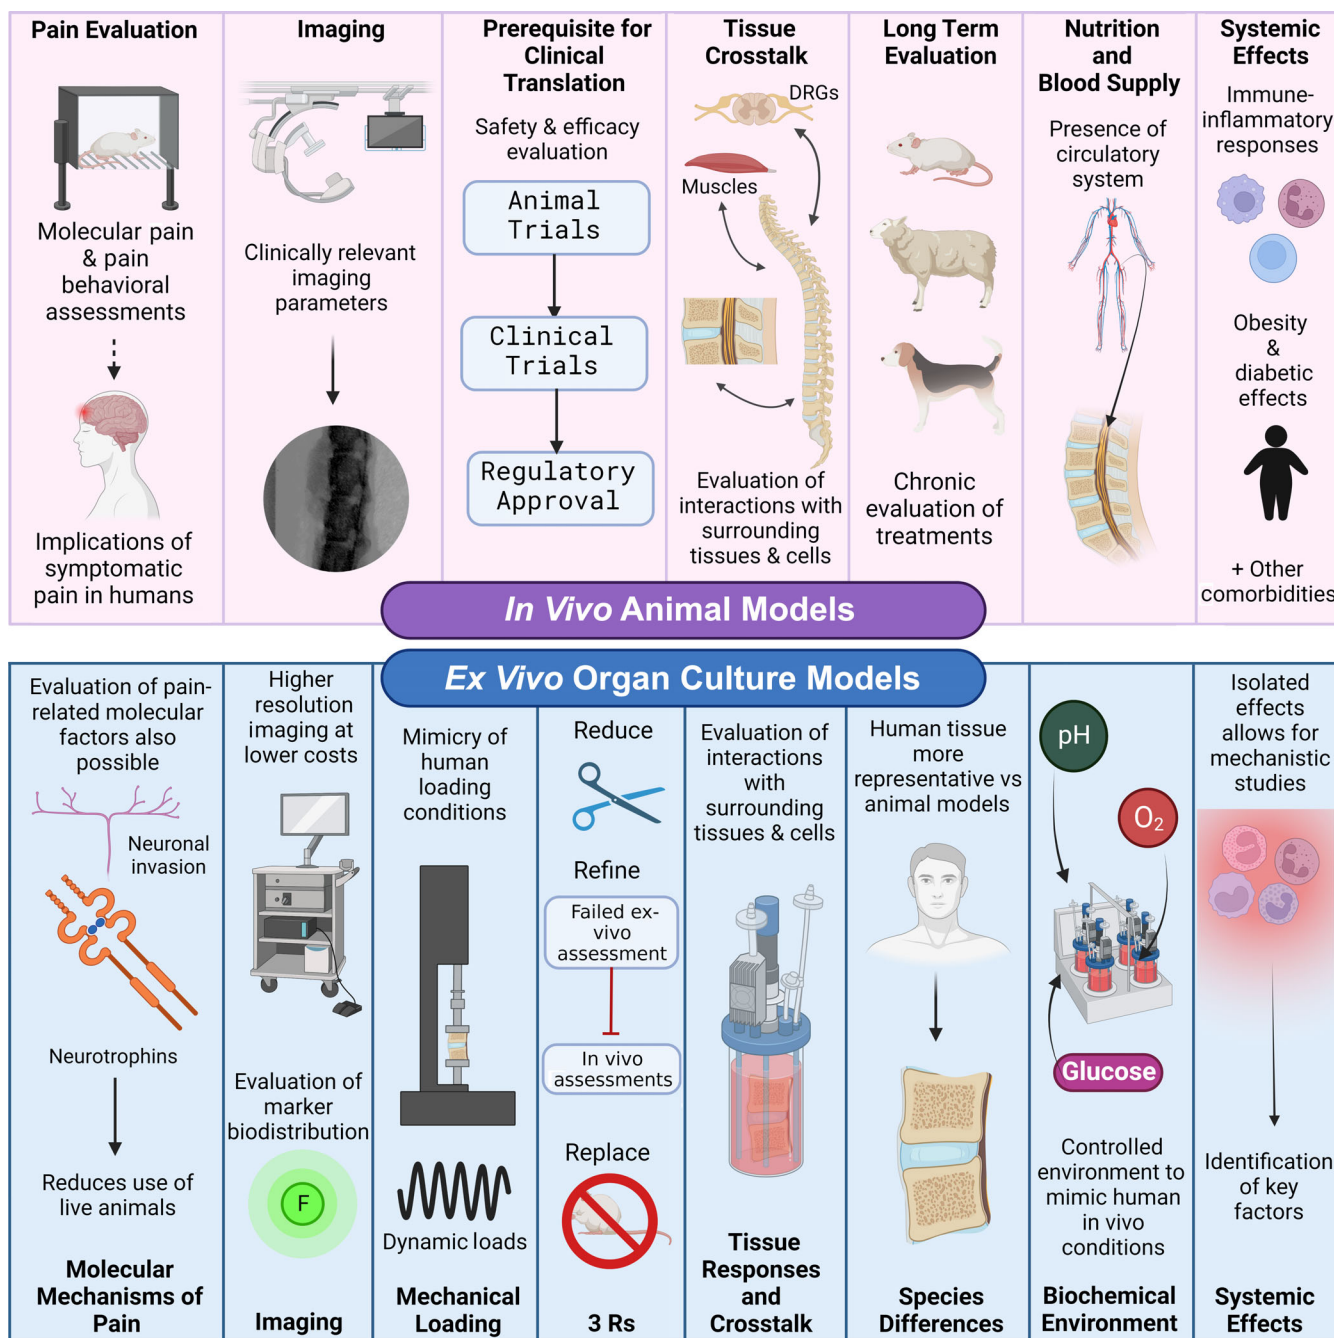 Pain Evaluation
Molecular pain
& pain
behavioral
assessments
Implications of
symptomatic
pain in humans
Imaging
Clinically relevant
imaging
parameters
Prerequisite for
Clinical
Translation
Safety & efficacy
evaluation
Animal
Trials
Clinical
Trials
Regulatory
Approval
Tissue
Crosstalk
DRGs
Muscles
Evaluation of
interactions with
surrounding
tissues & cells
Long Term
Evaluation
Chronic
evaluation of
treatments
Nutrition
and
Blood Supply
Presence of
circulatory
system
Systemic
Effects
Immune-
inflammatory
responses
Obesity
&
diabetic
effects
+ Other
comorbidities
In Vivo Animal Models
Ex Vivo Organ Culture Models
Evaluation of pain-
related molecular
factors also
possible
Neuronal
invasion
Neurotrophins
Reduces use of
live animals
Molecular
Mechanisms of
Pain
Higher
resolution
imaging at
lower costs
Evaluation of
marker
biodistribution
F
Imaging
Mimicry of
human
loading
conditions
Dynamic loads
Mechanical
Loading
Reduce
Refine
Failed ex-
vivo
assessment
In vivo
assessments
Replace
3 Rs
Evaluation of
interactions
with
surrounding
tissues & cells
Tissue
Responses
and
Crosstalk
Human tissue
more
representative vs
animal models
Species
Differences
pH
O₂
Glucose
Controlled
environment to
mimic human
in vivo
conditions
Biochemical
Environment
Isolated
effects
allows for
mechanistic
studies
Identification
of key
factors
Systemic
Effects